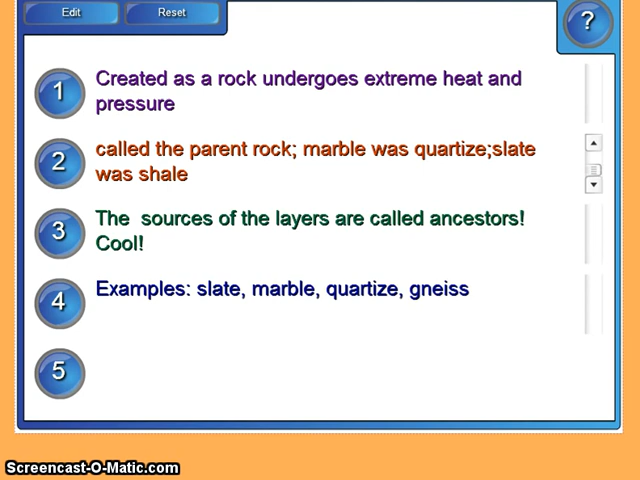 Edit
Reset
?
1
Created as a rock undergoes extreme heat and
pressure
2
called the parent rock; marble was quartize;slate
was shale
3
The  sources of the layers are called ancestors!
Cool!
4
Examples: slate, marble, quartize, gneiss
5
Screencast-O-Matic.com